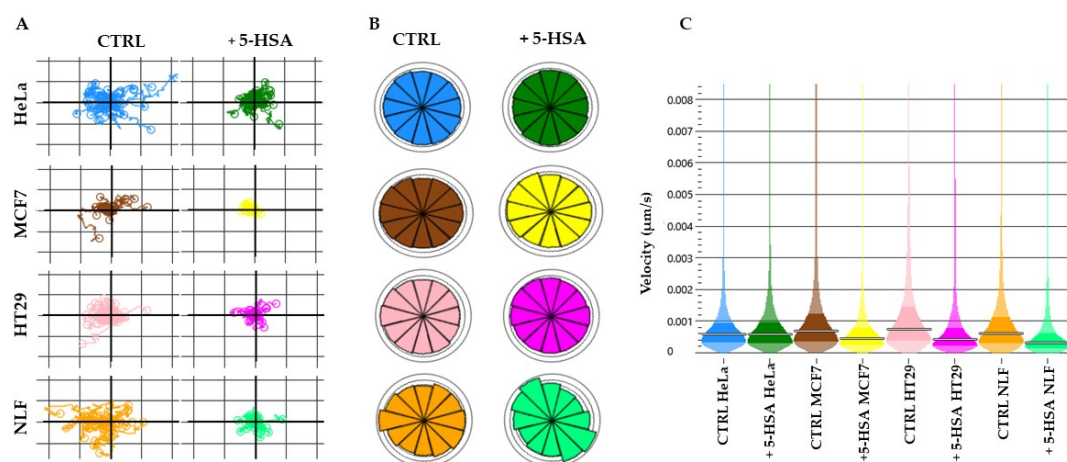 A
CTRL
+ 5-HSA
HeLa
MCF7
HT29
NLF
B
CTRL
+ 5-HSA
C
Velocity (µm/s)
0.008
0.007
0.006
0.005
0.004
0.003
0.002
0.001
0
CTRL HeLa
+ 5-HSA HeLa
CTRL MCF7
+5-HSA MCF7
CTRL HT29
+ 5-HSA HT29
CTRL NLF
+ 5-HSA NLF